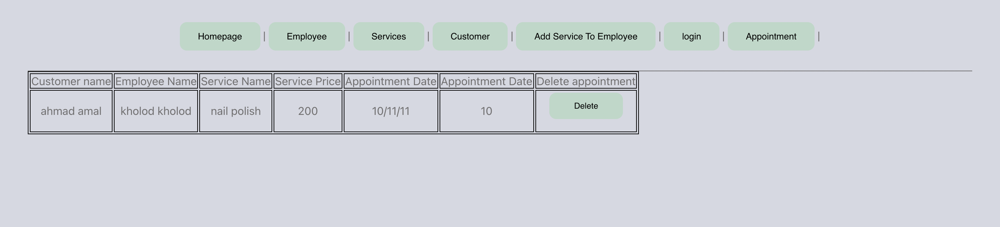 Homepage | Employee | Services | Customer | Add Service To Employee | login | Appointment |
Customer name Employee Name Service Name Service Price Appointment Date Appointment Date Delete appointment
ahmad amal kholod kholod nail polish 200 10/11/11 10 Delete